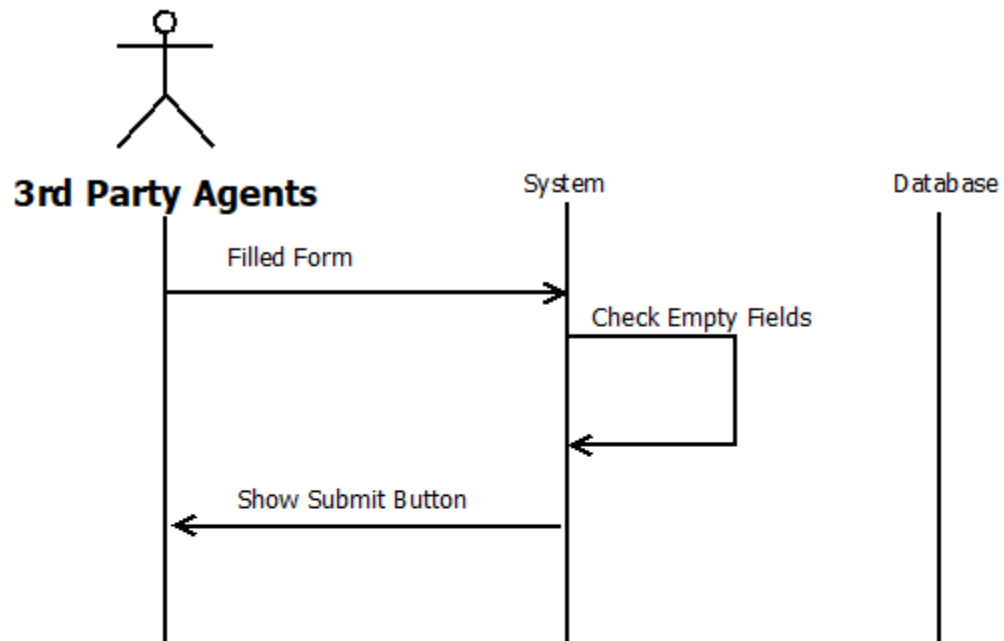 3rd Party Agents
System
Database
Filled Form
Check Empty Fields
Show Submit Button